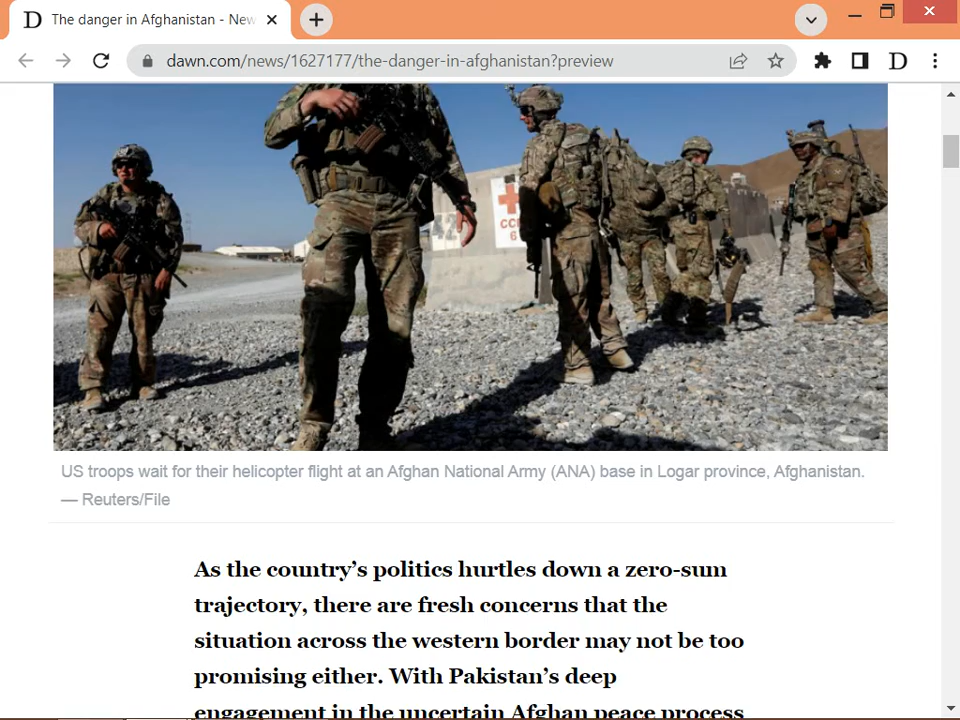 The danger in Afghanistan - New
dawn.com/news/1627177/the-danger-in-afghanistan?preview
42
CCP
6
US troops wait for their helicopter flight at an Afghan National Army (ANA) base in Logar province, Afghanistan.
— Reuters/File
As the country’s politics hurtles down a zero-sum
trajectory, there are fresh concerns that the
situation across the western border may not be too
promising either. With Pakistan’s deep
engagement in the uncertain Afghan peace process